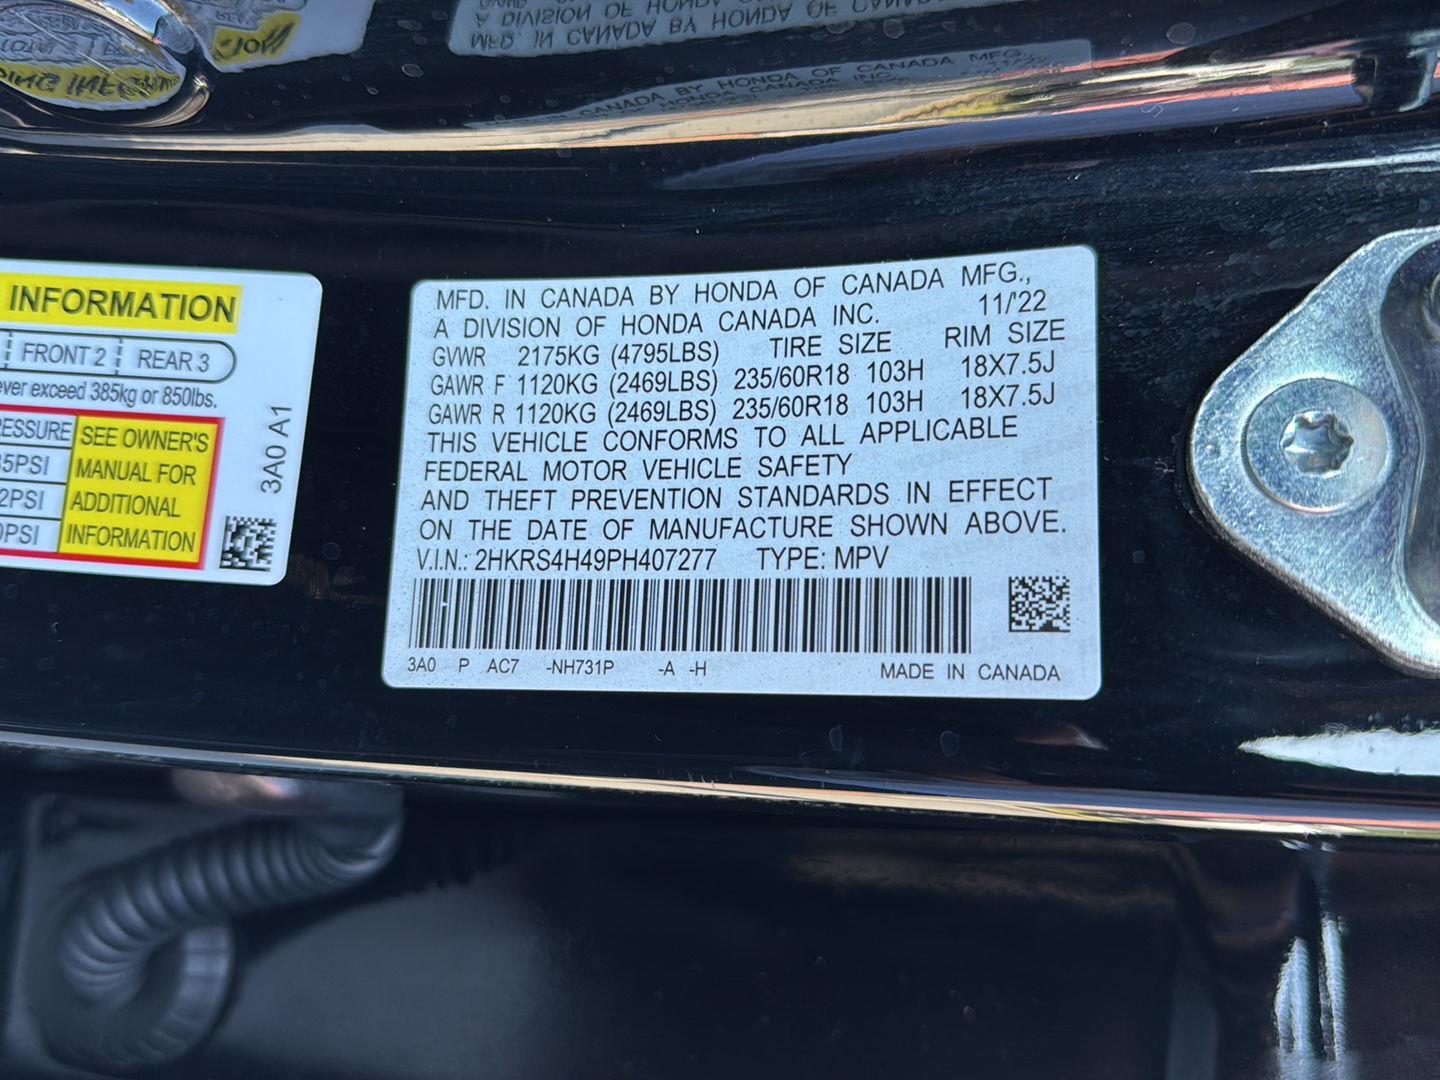 INFORMATION
FRONT 2 REAR 3
ever exceed 385kg or 850lbs.
RESSURE
35PSI
2PSI
0PSI
SEE OWNER'S
MANUAL FOR
ADDITIONAL
INFORMATION
3A0 A1
MFD. IN CANADA BY HONDA OF CANADA MFG.,
A DIVISION OF HONDA CANADA INC. 11/'22
GVWR 2175KG (4795LBS) TIRE SIZE RIM SIZE
GAWR F 1120KG (2469LBS) 235/60R18 103H 18X7.5J
GAWR R 1120KG (2469LBS) 235/60R18 103H 18X7.5J
THIS VEHICLE CONFORMS TO ALL APPLICABLE
FEDERAL MOTOR VEHICLE SAFETY
AND THEFT PREVENTION STANDARDS IN EFFECT
ON THE DATE OF MANUFACTURE SHOWN ABOVE.
V.I.N.: 2HKRS4H49PH407277 TYPE: MPV
3A0 P AC7 -NH731P -A -H MADE IN CANADA